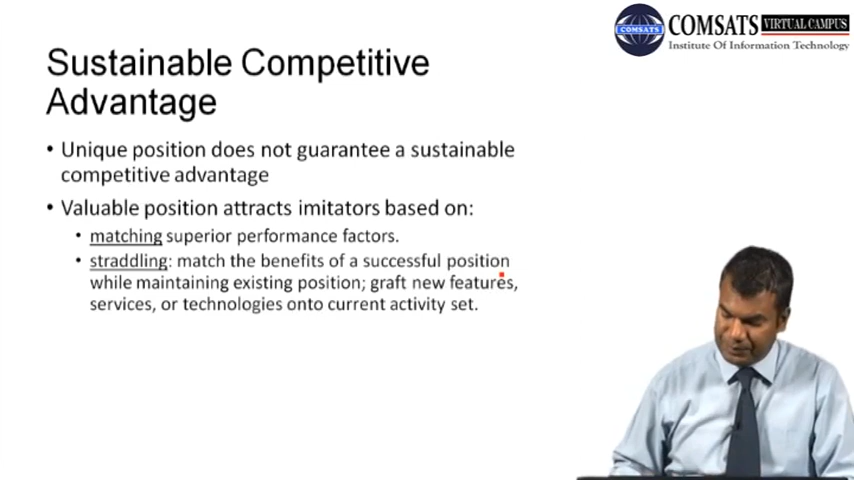 COMSATS VIRTUAL CAMPUS
COMSATS
Institute Of Information Technology
Sustainable Competitive
Advantage
• Unique position does not guarantee a sustainable
competitive advantage
• Valuable position attracts imitators based on:
• matching superior performance factors.
• straddling: match the benefits of a successful position
while maintaining existing position; graft new features,
services, or technologies onto current activity set.